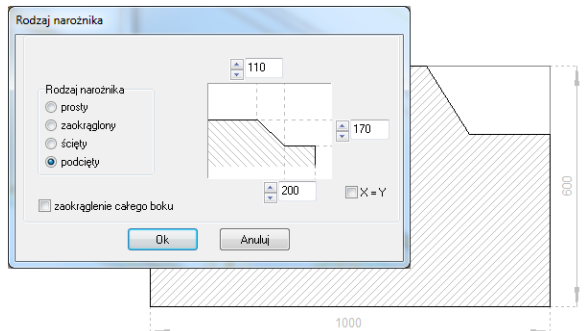 Rodzaj narożnika
110
Rodzaj narożnika
prosty
zaokrąglony
ścięty
podcięty
170
200
X = Y
zaokrąglenie całego boku
Ok
Anuluj
600
1000